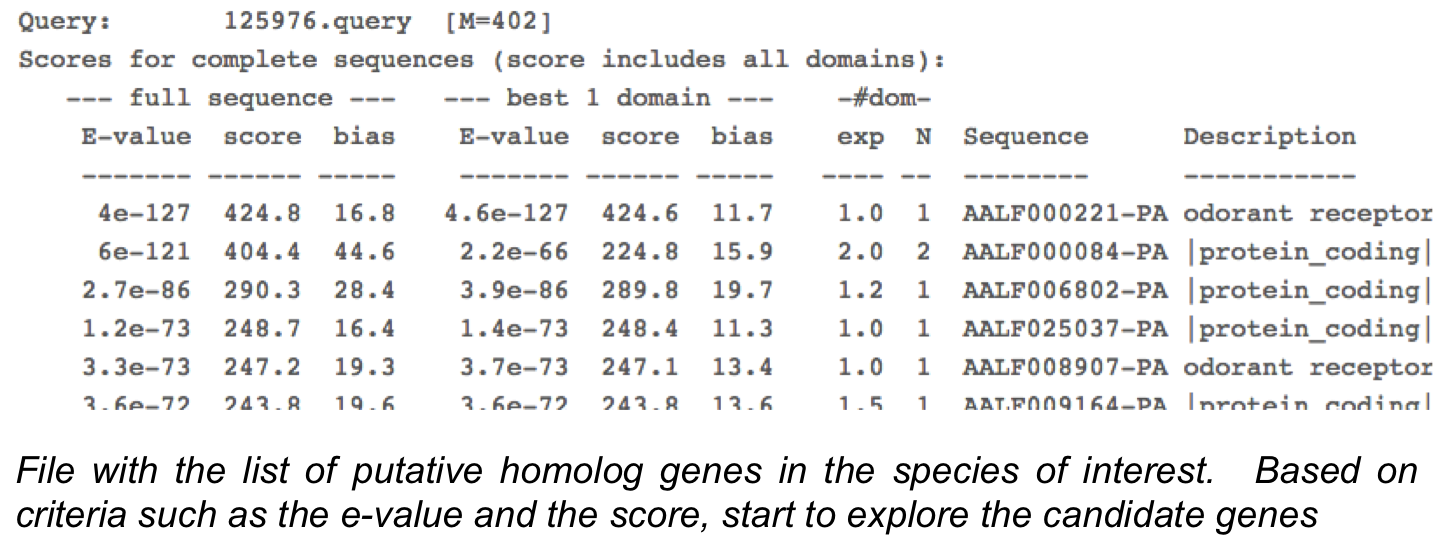 Query:       125976.query  [M=402]
Scores for complete sequences (score includes all domains):
   --- full sequence ---   --- best 1 domain ---    -#dom-
    E-value  score  bias    E-value  score  bias    exp  N  Sequence      Description
    ------- ------ -----    ------- ------ -----   ---- --  --------      -----------
     4e-127  424.8  16.8   4.6e-127  424.6  11.7    1.0  1  AALF000221-PA odorant receptor
     6e-121  404.4  44.6    2.2e-66  224.8  15.9    2.0  2  AALF000084-PA |protein_coding|
    2.7e-86  290.3  28.4    3.9e-86  289.8  19.7    1.2  1  AALF006802-PA |protein_coding|
    1.2e-73  248.7  16.4    1.4e-73  248.4  11.3    1.0  1  AALF025037-PA |protein_coding|
    3.3e-73  247.2  19.3    3.7e-73  247.1  13.4    1.0  1  AALF008907-PA odorant receptor
    3.6e-72  243.8  19.6    3.6e-72  243.8  13.6    1.5  1  AALF009164-PA |protein_coding|
File with the list of putative homolog genes in the species of interest.  Based on
criteria such as the e-value and the score, start to explore the candidate genes